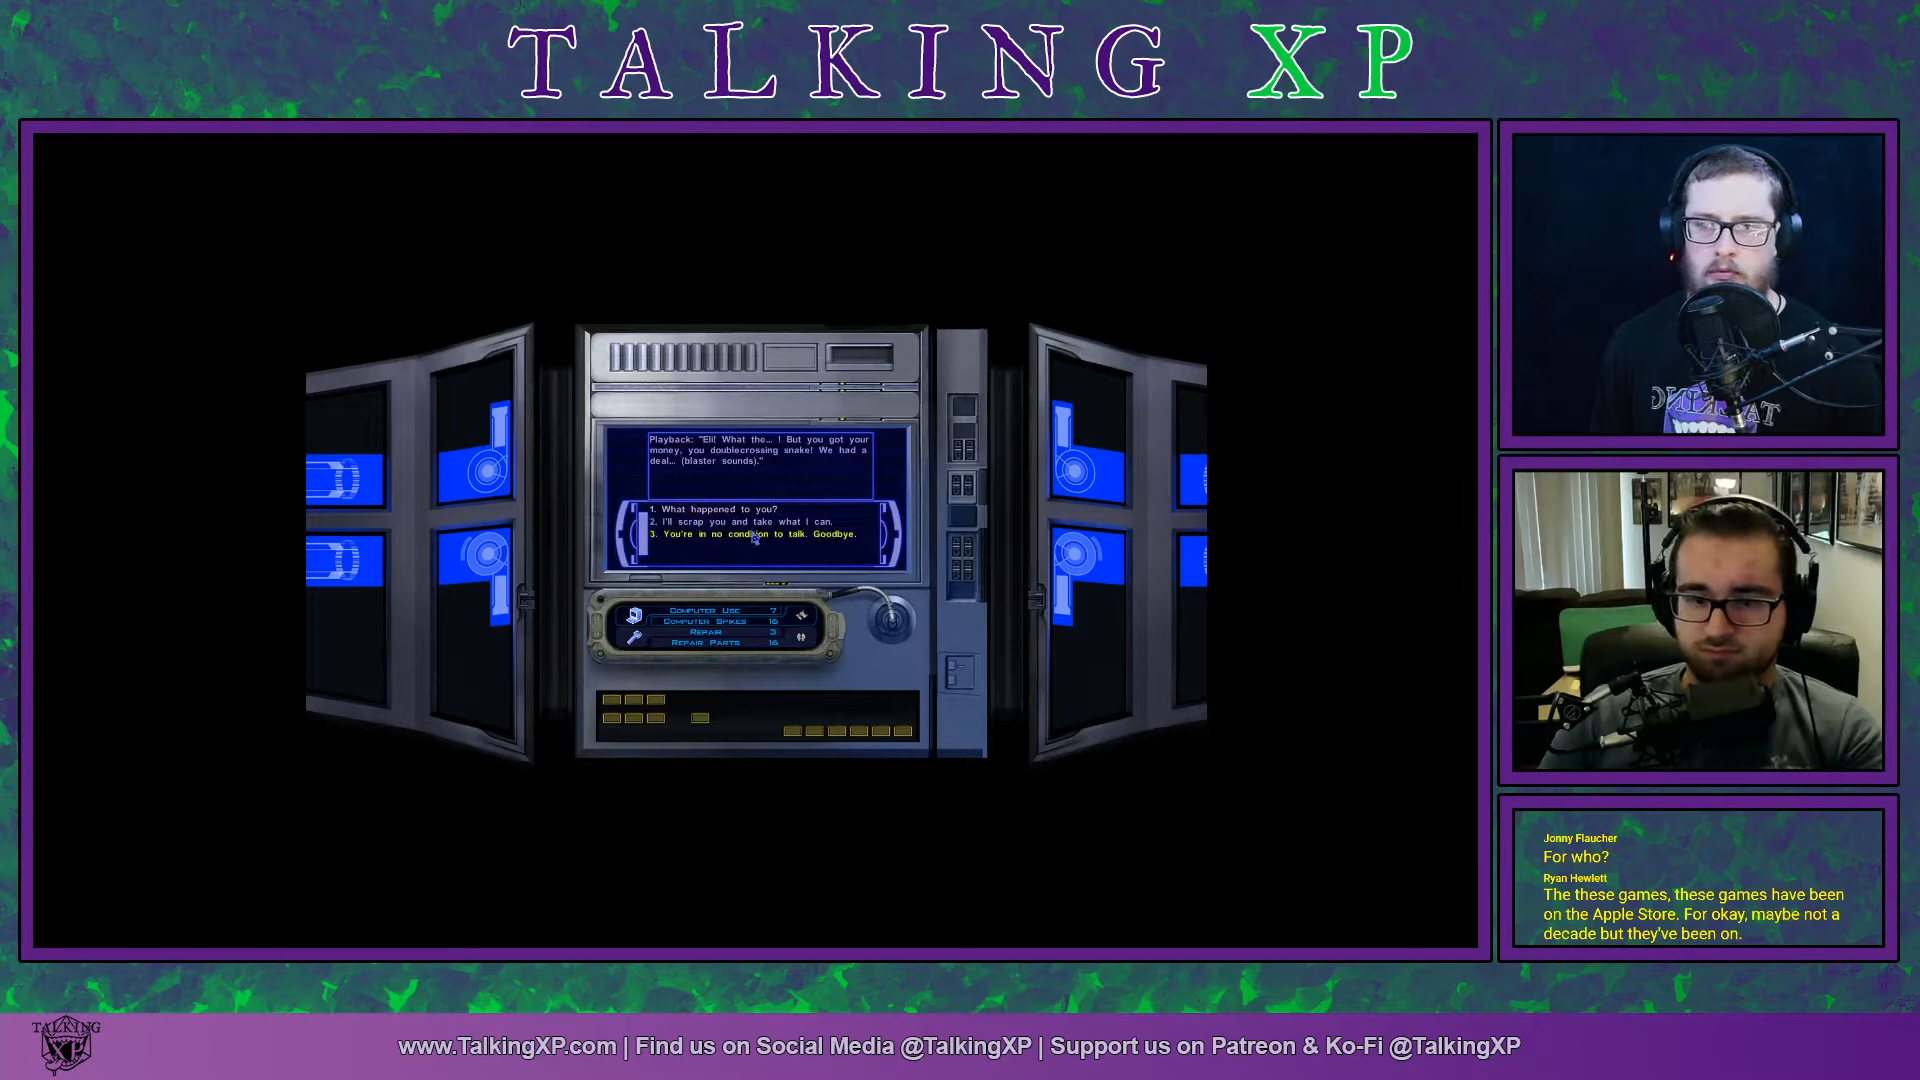 TALKING XP
Playback: "Eli! What the... ! But you got your
money, you doublecrossing snake! We had a
deal... (blaster sounds)."
1. What happened to you?
2. I'll scrap you and take what I can.
3. You're in no condition to talk. Goodbye.
COMPUTER USE 7
COMPUTER SPIKES 16
REPAIR 3
REPAIR PARTS 16
TALKING
Jonny Flaucher
For who?
Ryan Hewlett
The these games, these games have been
on the Apple Store. For okay, maybe not a
decade but they've been on.
TALKING
XP
www.TalkingXP.com | Find us on Social Media @TalkingXP | Support us on Patreon & Ko-Fi @TalkingXP